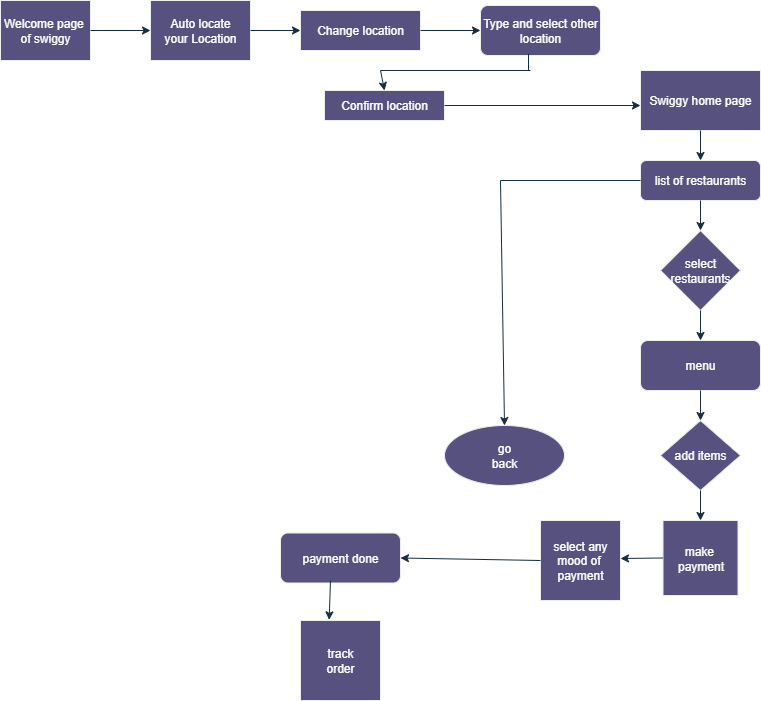 Welcome page
of swiggy
Auto locate
your Location
Change location
Type and select other
location
Confirm location
Swiggy home page
list of restaurants
select
restaurants
menu
go
back
add items
make
payment
select any
mood of
payment
payment done
track
order